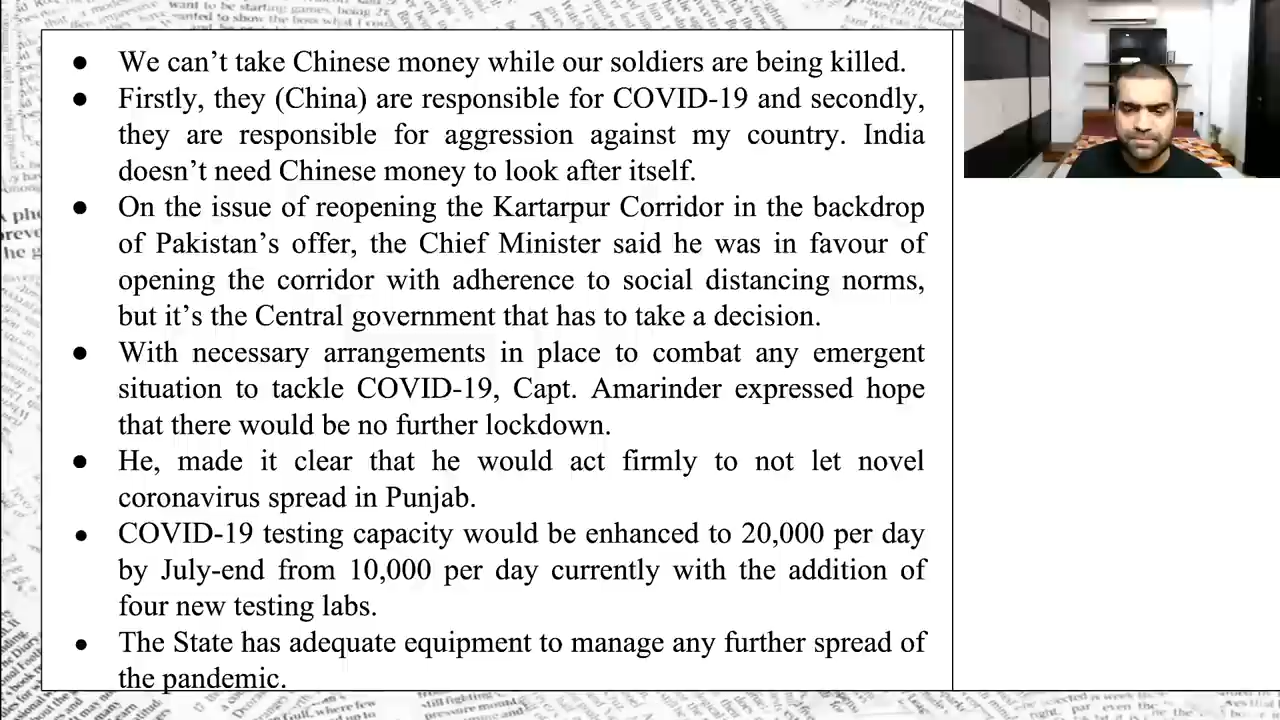 ● We can’t take Chinese money while our soldiers are being killed.
● Firstly, they (China) are responsible for COVID-19 and secondly,
they are responsible for aggression against my country. India
doesn’t need Chinese money to look after itself.
● On the issue of reopening the Kartarpur Corridor in the backdrop
of Pakistan’s offer, the Chief Minister said he was in favour of
opening the corridor with adherence to social distancing norms,
but it’s the Central government that has to take a decision.
● With necessary arrangements in place to combat any emergent
situation to tackle COVID-19, Capt. Amarinder expressed hope
that there would be no further lockdown.
● He, made it clear that he would act firmly to not let novel
coronavirus spread in Punjab.
● COVID-19 testing capacity would be enhanced to 20,000 per day
by July-end from 10,000 per day currently with the addition of
four new testing labs.
● The State has adequate equipment to manage any further spread of
the pandemic.